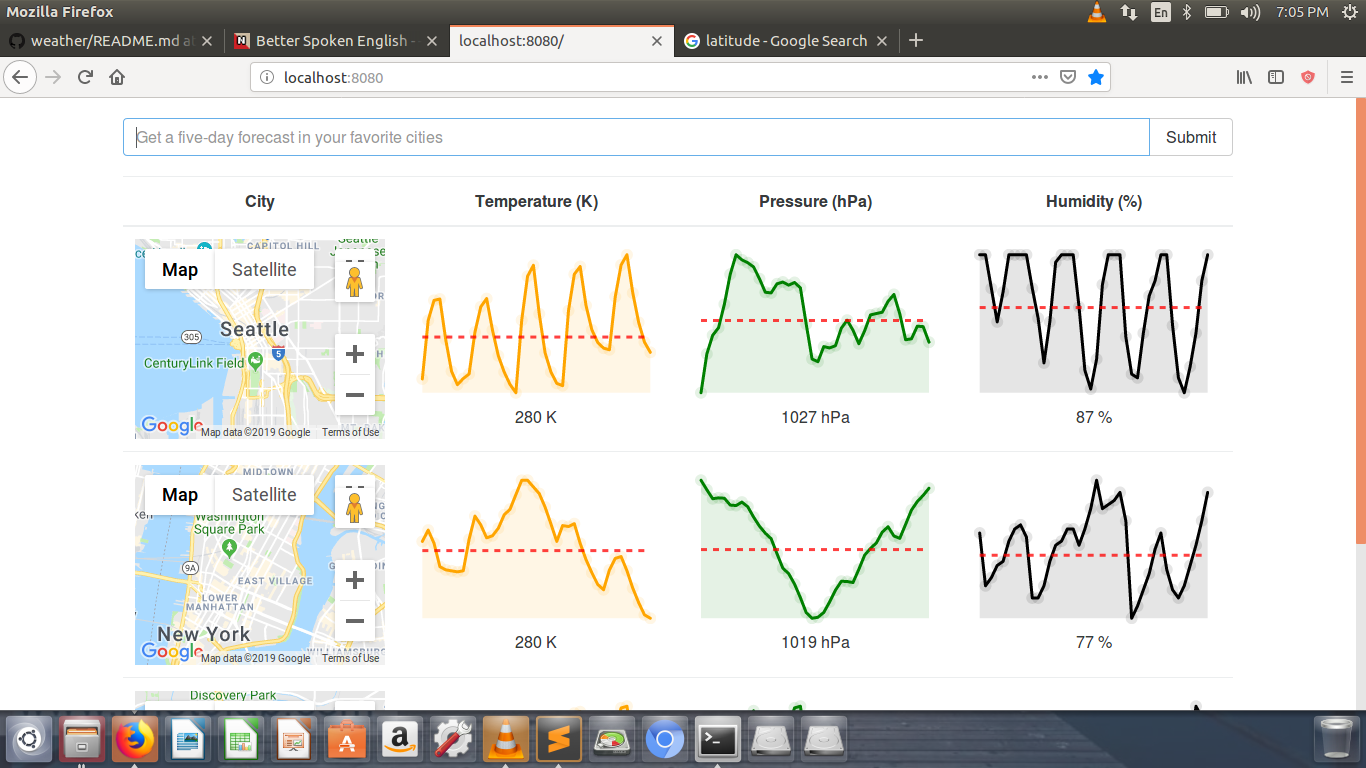 Mozilla Firefox
En
7:05 PM
weather/README.md at
Better Spoken English -
localhost:8080/
latitude - Google Search
localhost:8080
Get a five-day forecast in your favorite cities
Submit
City
Temperature (K)
Pressure (hPa)
Humidity (%)
CAPITOL HILL
Map
Satellite
305
Seattle
5
CenturyLink Field
Google
Map data ©2019 Google
Terms of Use
280 K
1027 hPa
87 %
MIDTOWN
Map
Satellite
Washington
Square Park
9A
EAST VILLAGE
LOWER
MANHATTAN
New York
WILLIAMSBURG
Google
Map data ©2019 Google
Terms of Use
280 K
1019 hPa
77 %
Discovery Park